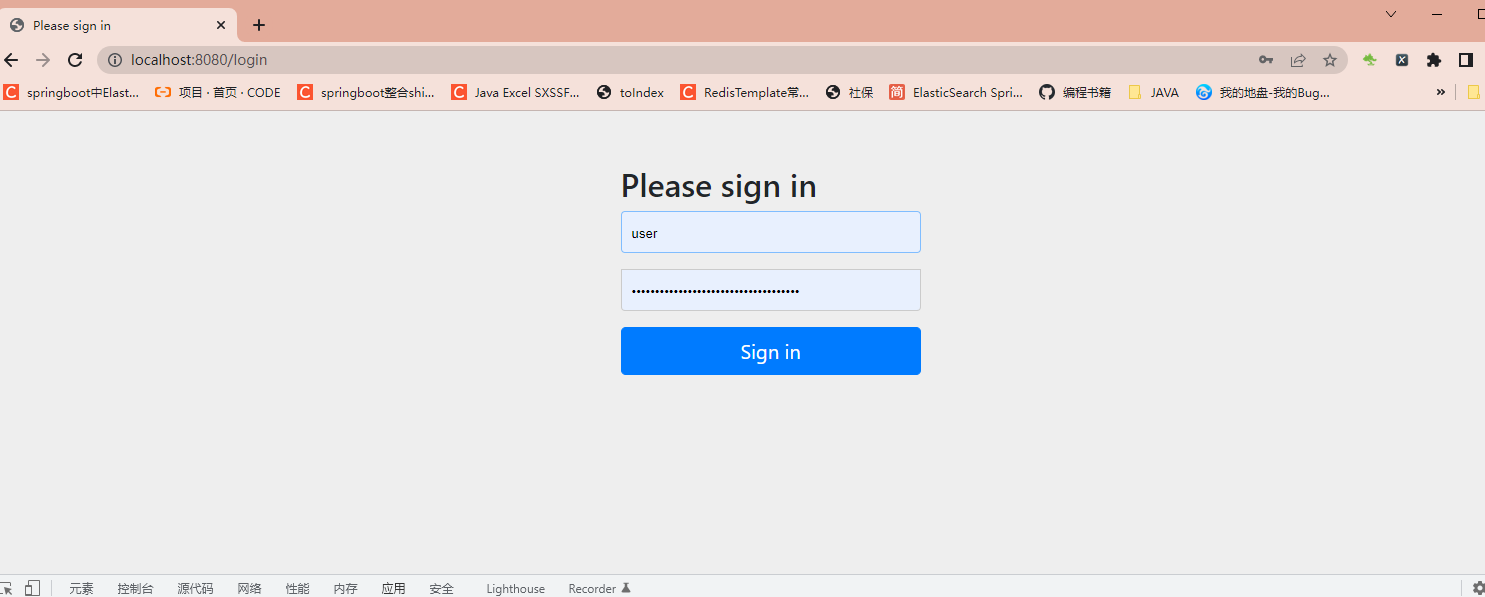 Please sign in
localhost:8080/login
springboot中Elast... 项目 · 首页 · CODE springboot整合shi... Java Excel SXSSF... toIndex RedisTemplate常... 社保 简 ElasticSearch Spri... 编程书籍 JAVA 我的地盘-我的Bug... »
Please sign in
user
••••••••••••••••••••••••••••••••••••
Sign in
元素 控制台 源代码 网络 性能 内存 应用 安全 Lighthouse Recorder